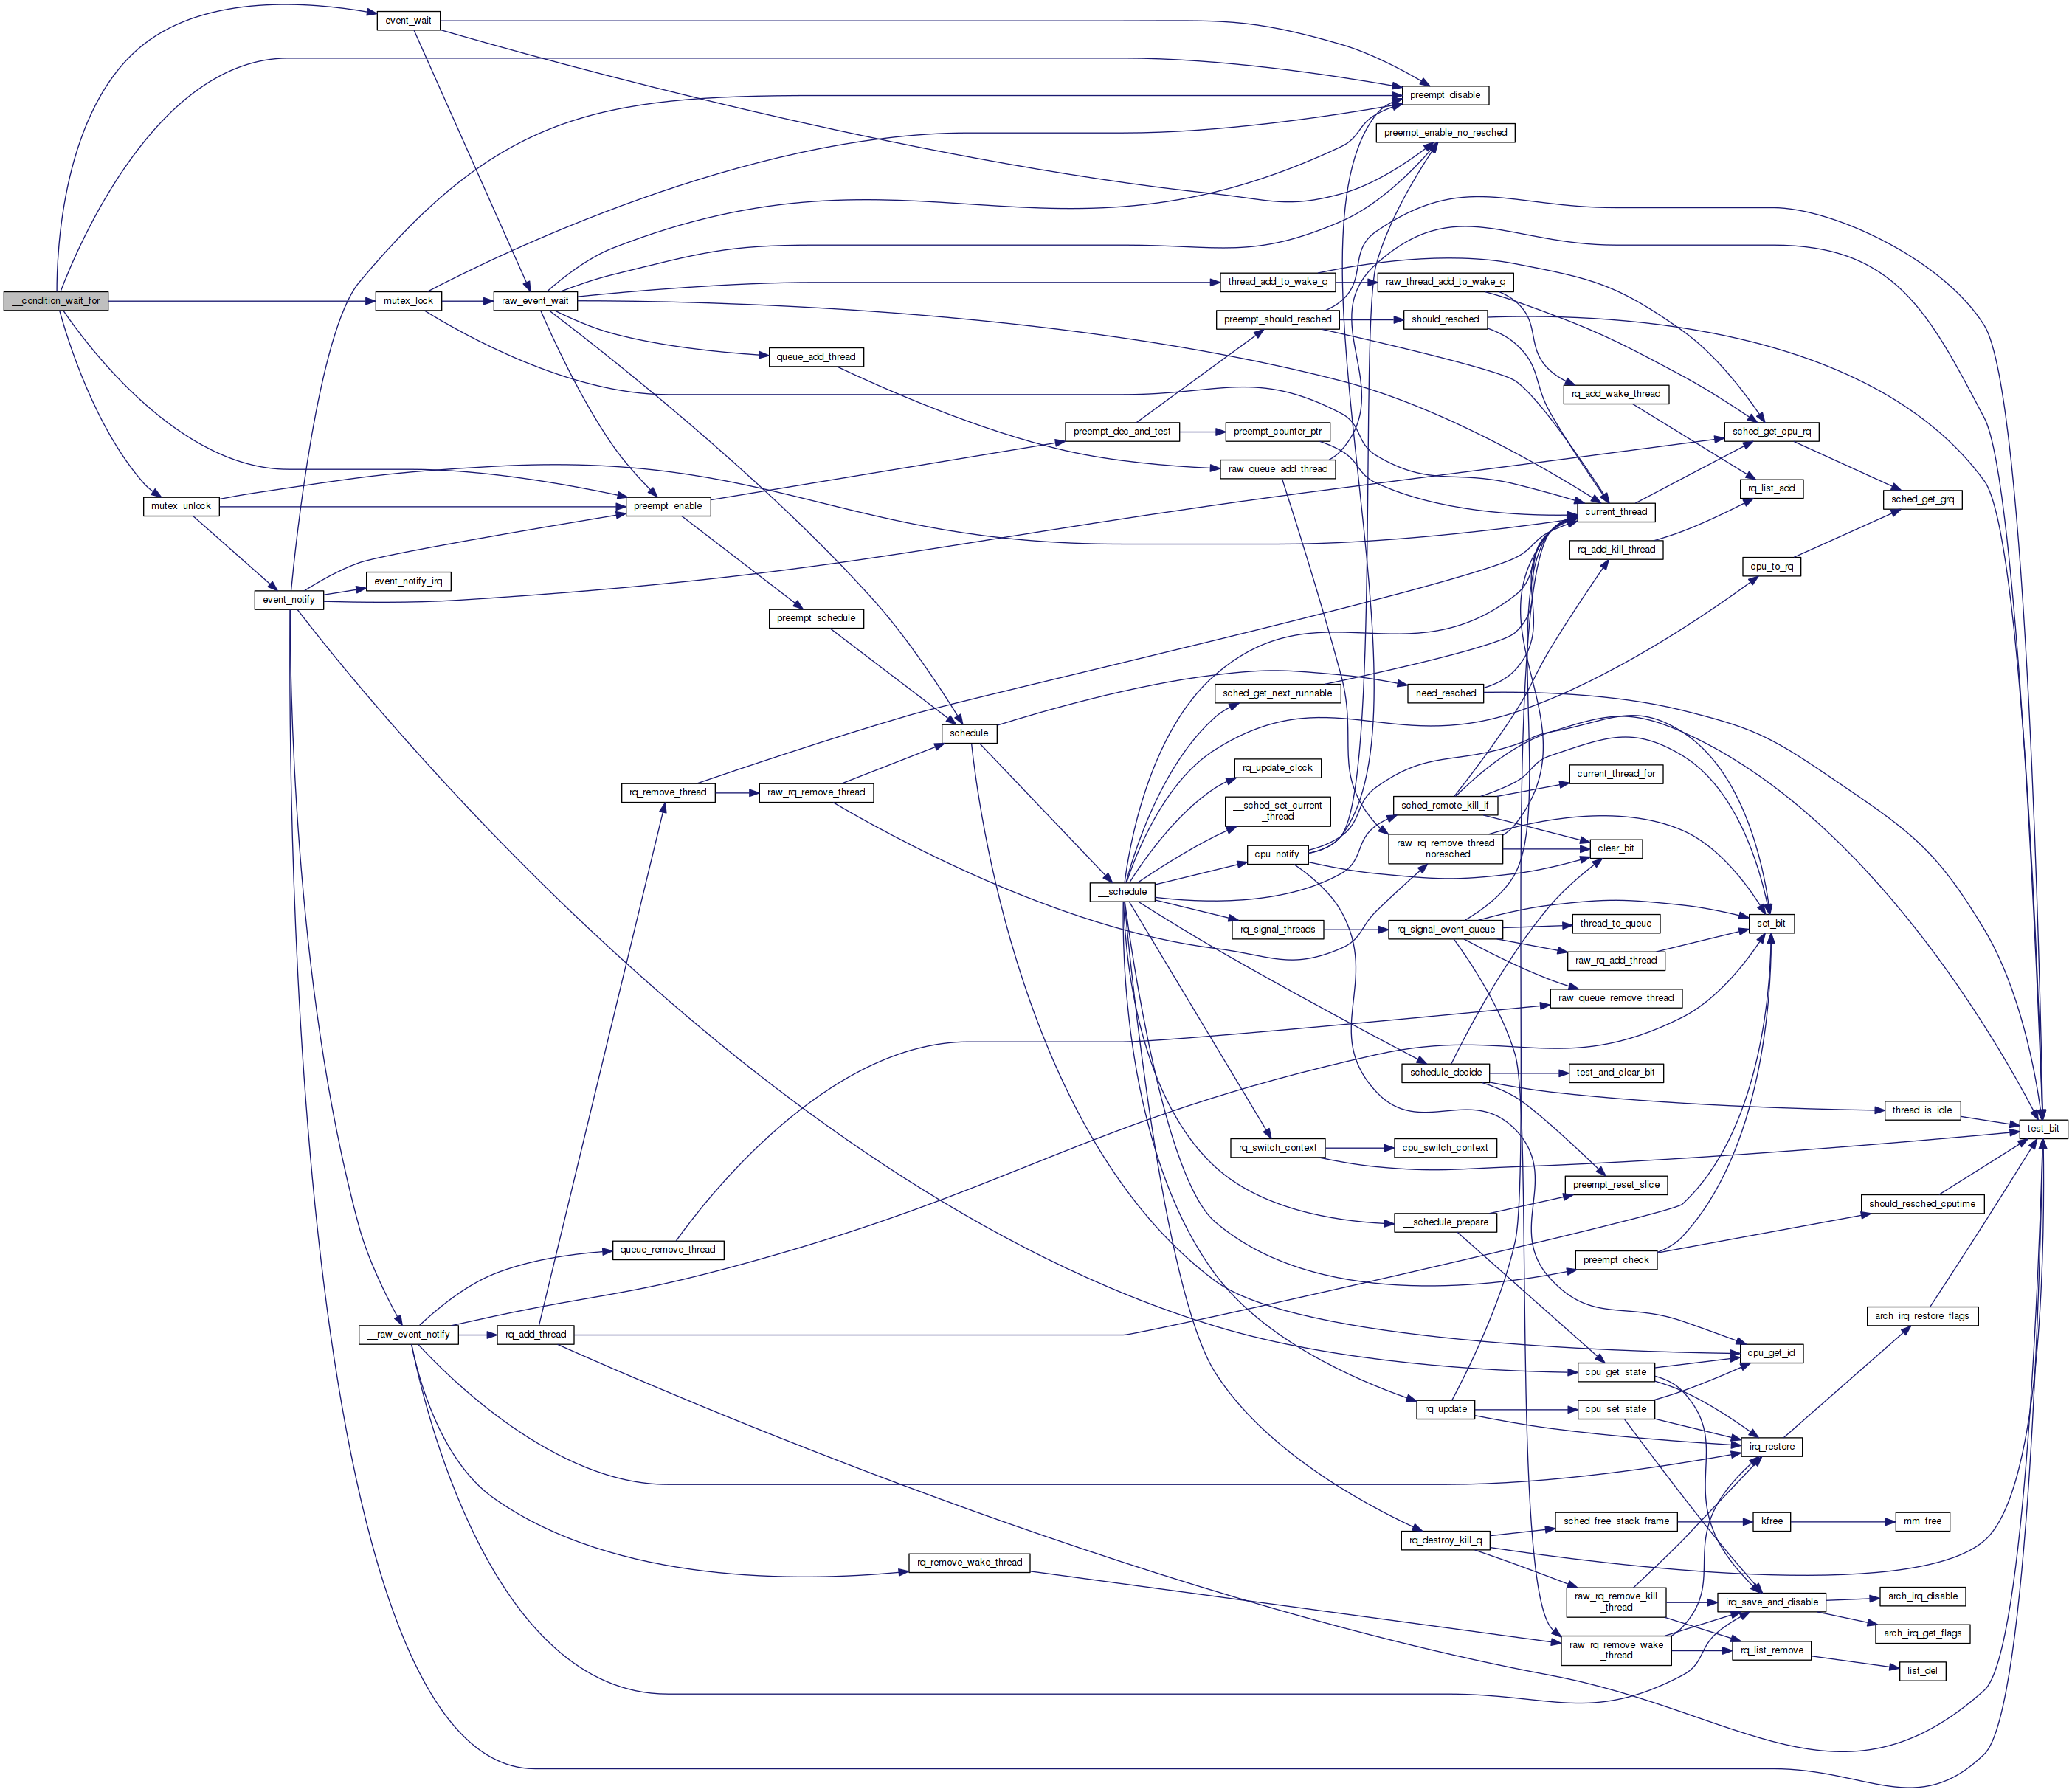 event_wait
preempt_disable
preempt_enable_no_resched
__condition_wait_for
mutex_lock
raw_event_wait
thread_add_to_wake_q
raw_thread_add_to_wake_q
preempt_should_resched
should_resched
queue_add_thread
rq_add_wake_thread
preempt_dec_and_test
preempt_counter_ptr
sched_get_cpu_rq
raw_queue_add_thread
rq_list_add
sched_get_grq
mutex_unlock
preempt_enable
current_thread
rq_add_kill_thread
cpu_to_rq
event_notify_irq
event_notify
preempt_schedule
sched_get_next_runnable
need_resched
schedule
rq_update_clock
current_thread_for
rq_remove_thread
raw_rq_remove_thread
__sched_set_current
_thread
sched_remote_kill_if
cpu_notify
raw_rq_remove_thread
_noresched
clear_bit
__schedule
rq_signal_threads
rq_signal_event_queue
thread_to_queue
set_bit
raw_rq_add_thread
raw_queue_remove_thread
schedule_decide
test_and_clear_bit
thread_is_idle
test_bit
rq_switch_context
cpu_switch_context
preempt_reset_slice
should_resched_cputime
__schedule_prepare
queue_remove_thread
preempt_check
arch_irq_restore_flags
__raw_event_notify
rq_add_thread
cpu_get_id
cpu_get_state
rq_update
cpu_set_state
irq_restore
sched_free_stack_frame
kfree
mm_free
rq_destroy_kill_q
rq_remove_wake_thread
raw_rq_remove_kill
_thread
irq_save_and_disable
arch_irq_disable
arch_irq_get_flags
raw_rq_remove_wake
_thread
rq_list_remove
list_del